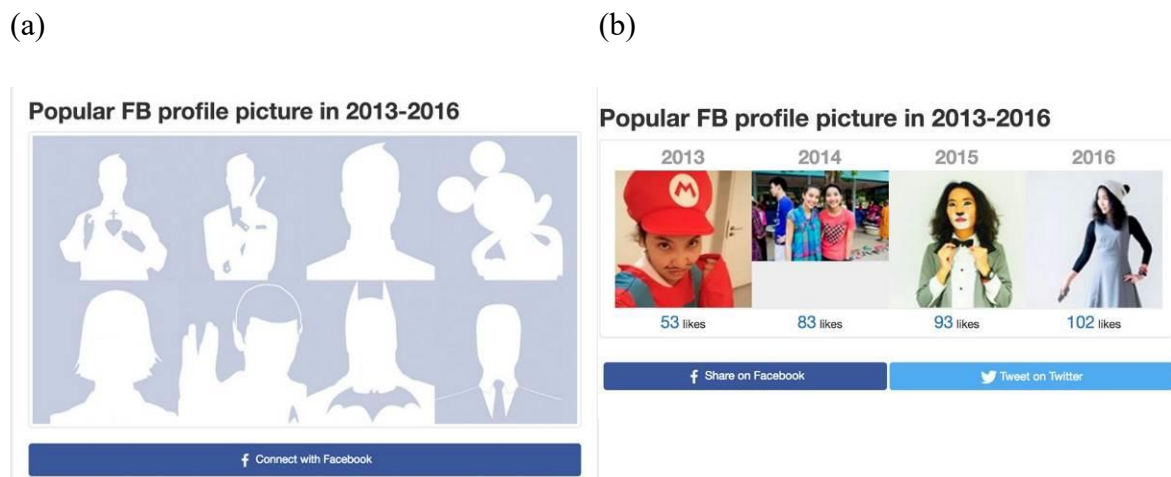 (a)
(b)
Popular FB profile picture in 2013-2016
Connect with Facebook
Popular FB profile picture in 2013-2016
2013 2014 2015 2016
53 likes 83 likes 93 likes 102 likes
Share on Facebook
Tweet on Twitter